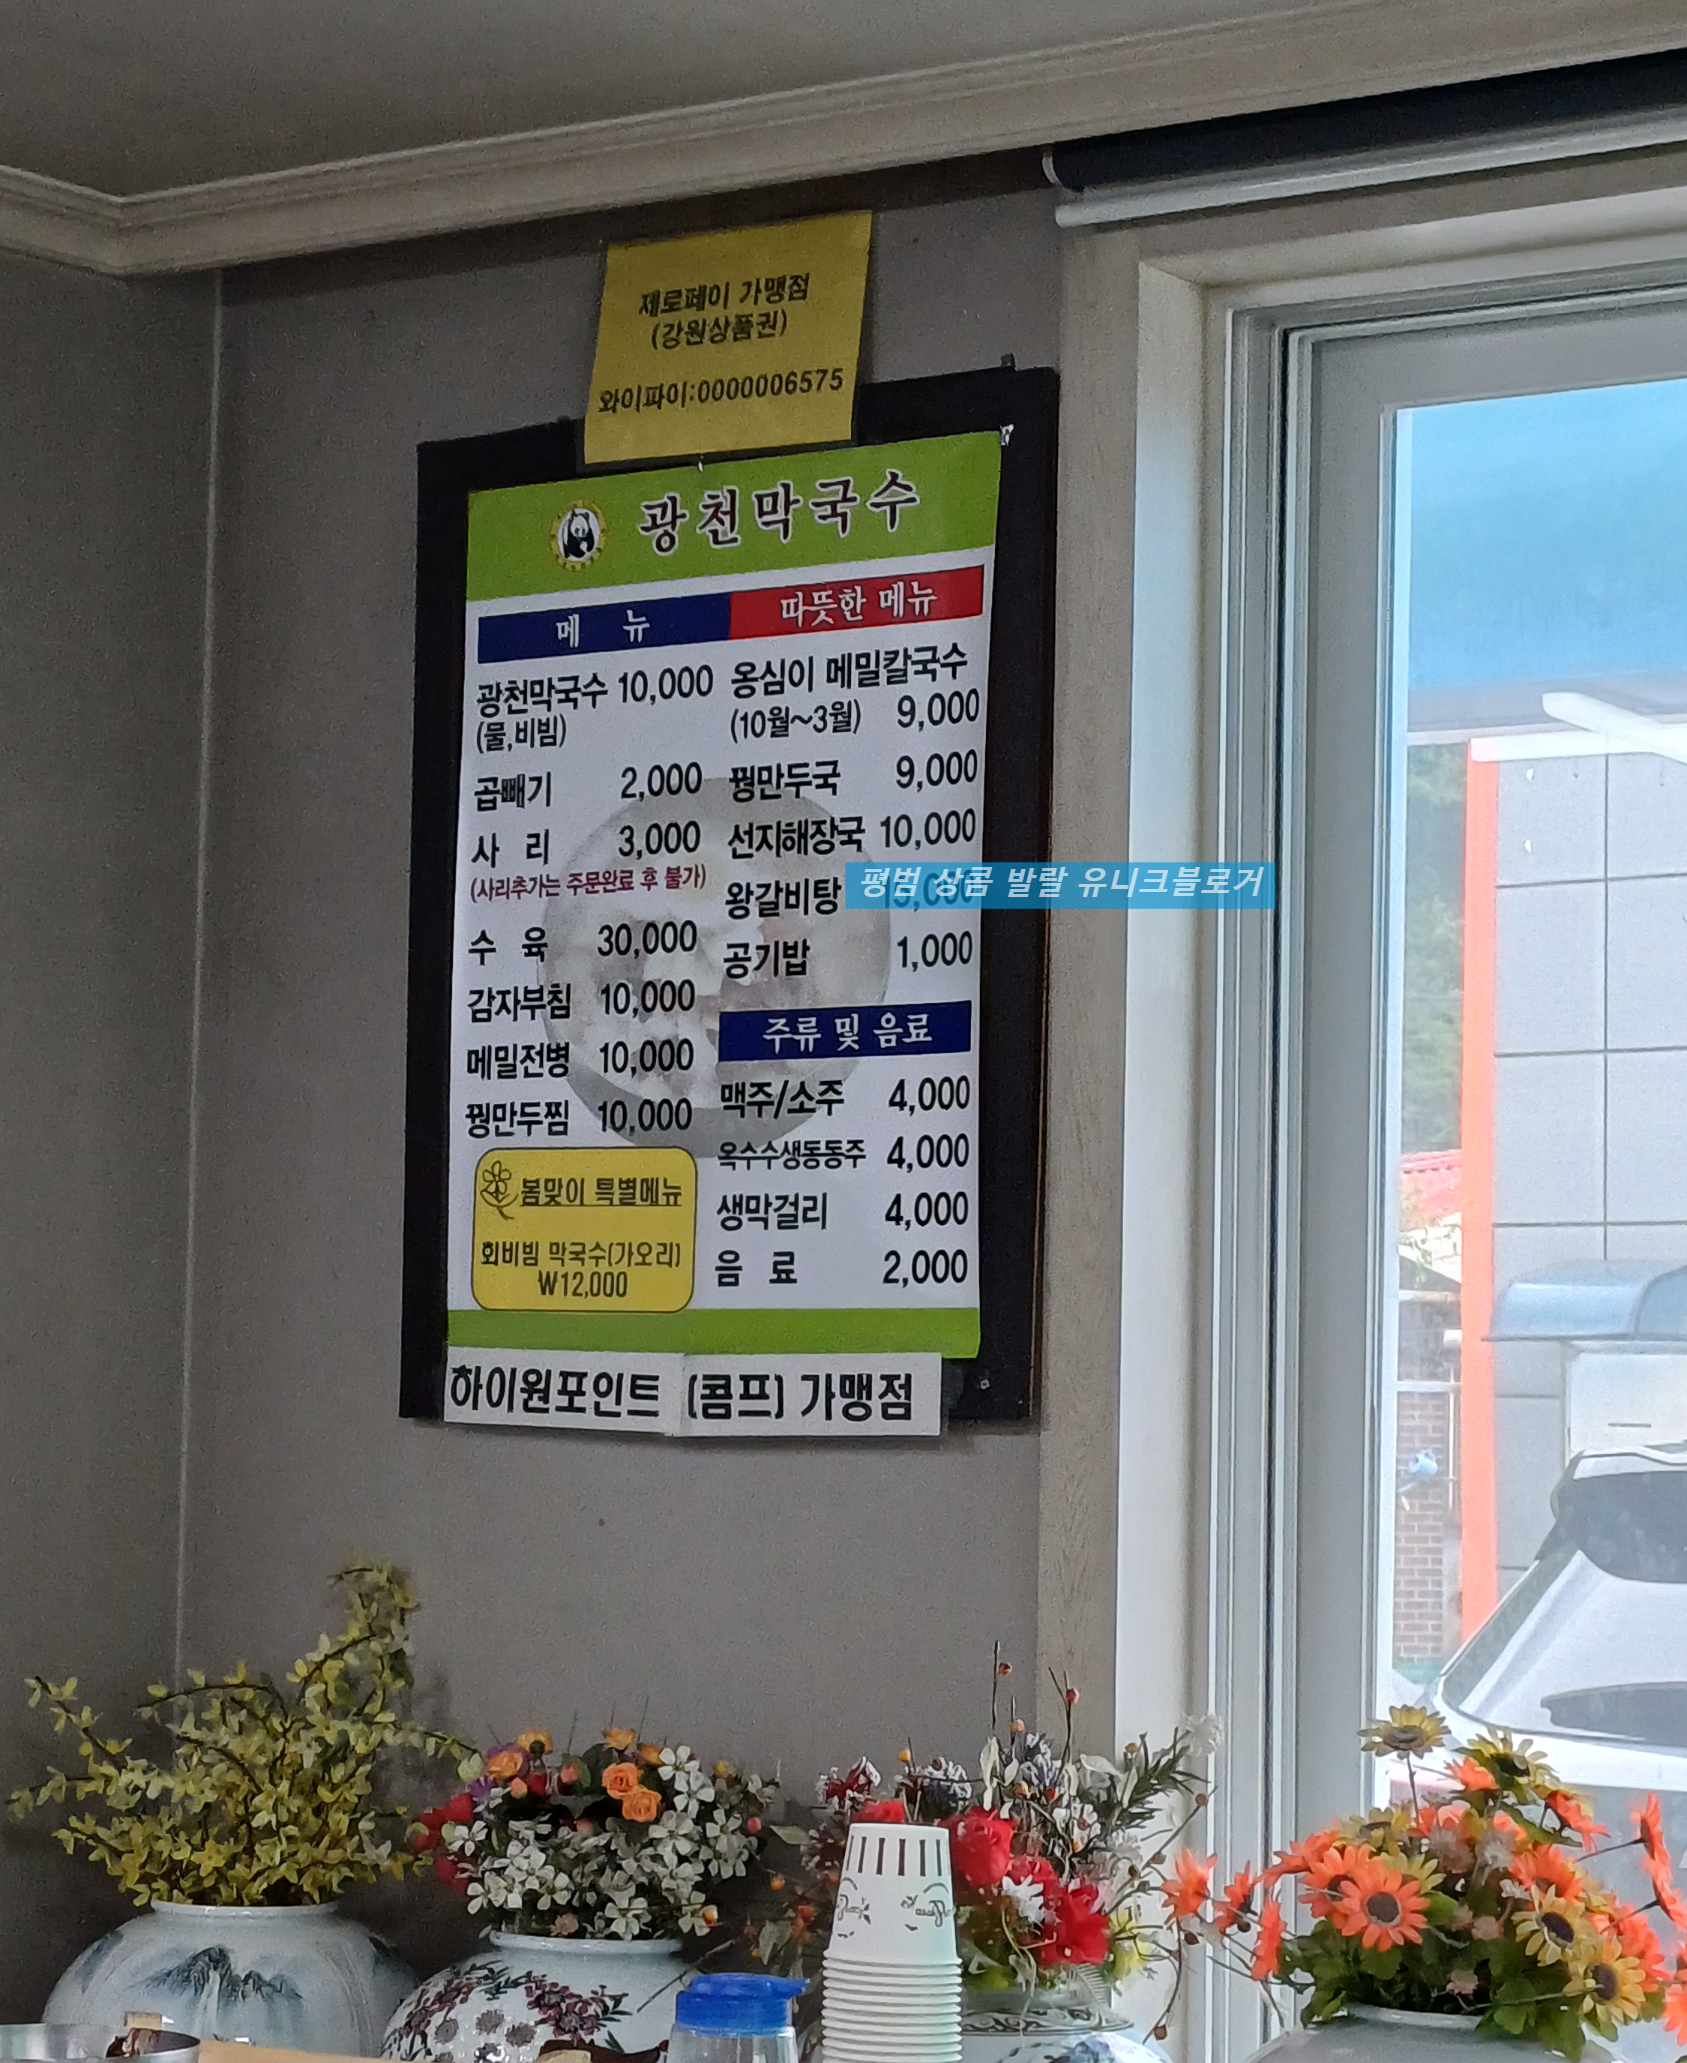 제로페이 가맹점
(강원상품권)
와이파이:0000006575
광천막국수
메 뉴
광천막국수 10,000
(물,비빔)
곱빼기 2,000
사 리 3,000
(사리추가는 주문완료 후 불가)
수 육 30,000
감자부침 10,000
메밀전병 10,000
꿩만두찜 10,000
봄맞이 특별메뉴
회비빔 막국수(가오리)
₩12,000
따뜻한 메뉴
옹심이 메밀칼국수
(10월~3월) 9,000
꿩만두국 9,000
선지해장국 10,000
왕갈비탕
평범 상콤 발랄 유니크블로거
공기밥 1,000
주류 및 음료
맥주/소주 4,000
옥수수생동동주 4,000
생막걸리 4,000
음 료 2,000
하이원포인트 (콤프) 가맹점